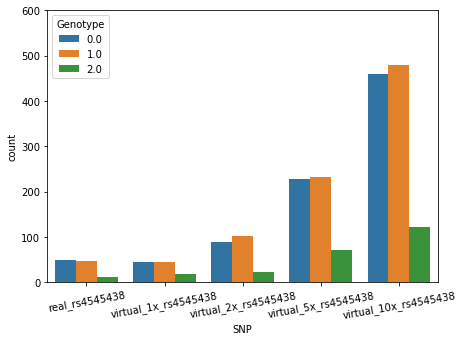 600
500
400
300
200
100
0
count
Genotype
0.0
1.0
2.0
real_rs4545438
virtual_1x_rs4545438
virtual_2x_rs4545438
virtual_5x_rs4545438
virtual_10x_rs4545438
SNP